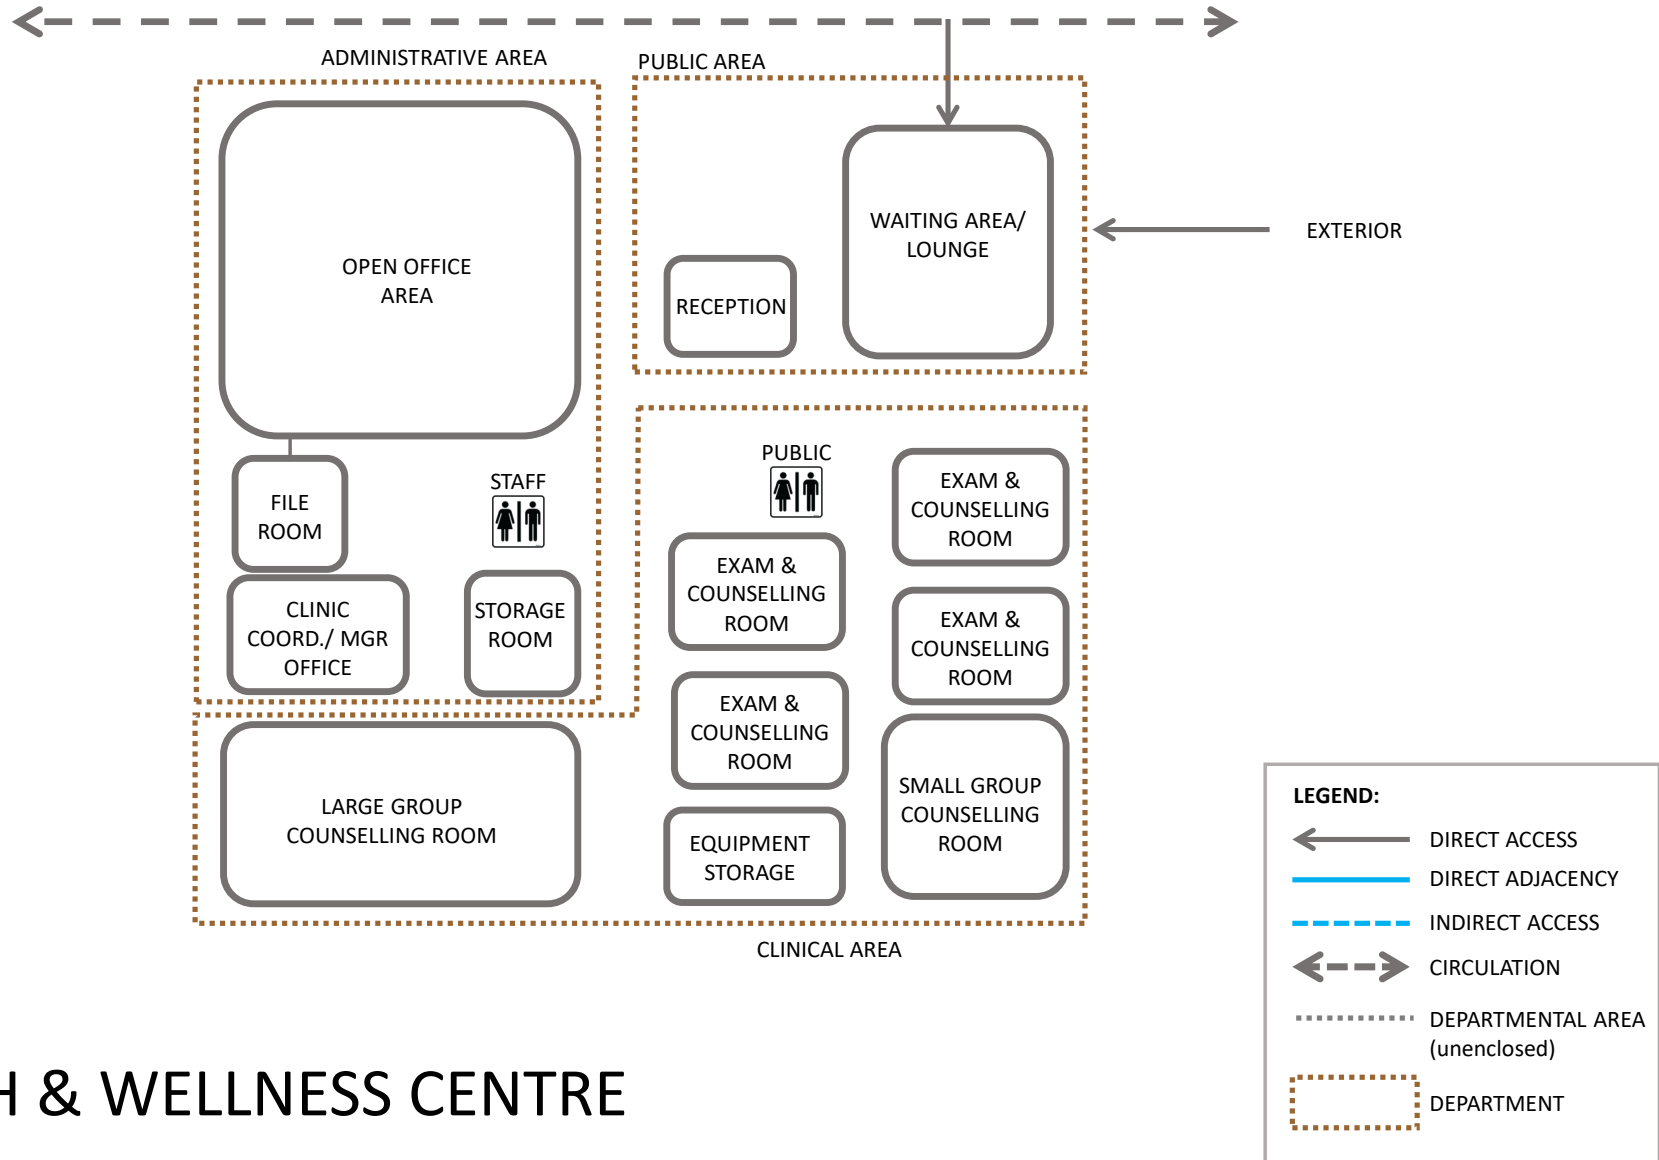 ADMINISTRATIVE AREA
PUBLIC AREA
OPEN OFFICE
AREA
WAITING AREA/
LOUNGE
RECEPTION
EXTERIOR
FILE
ROOM
STAFF
CLINIC
COORD./ MGR
OFFICE
STORAGE
ROOM
PUBLIC
EXAM &
COUNSELLING
ROOM
EXAM &
COUNSELLING
ROOM
EXAM &
COUNSELLING
ROOM
EXAM &
COUNSELLING
ROOM
LARGE GROUP
COUNSELLING ROOM
EQUIPMENT
STORAGE
SMALL GROUP
COUNSELLING
ROOM
CLINICAL AREA
LEGEND:
DIRECT ACCESS
DIRECT ADJACENCY
INDIRECT ACCESS
CIRCULATION
DEPARTMENTAL AREA
(unenclosed)
DEPARTMENT
H & WELLNESS CENTRE